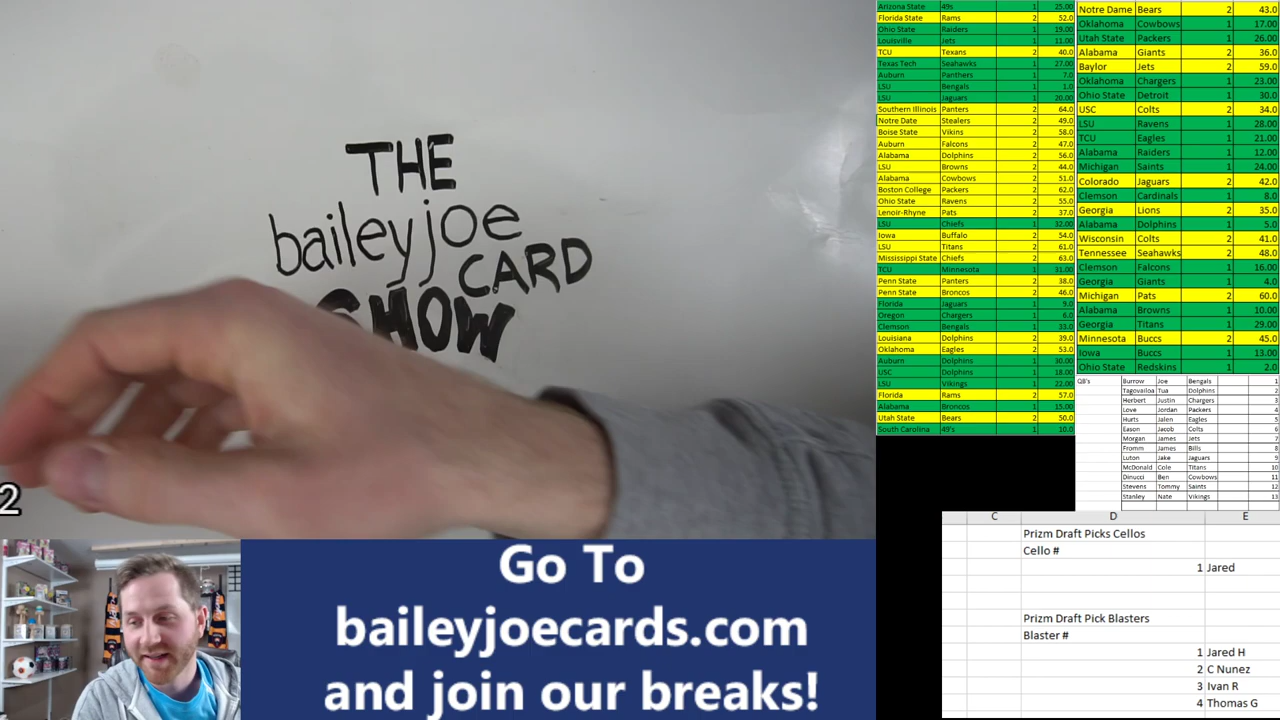 THE
baileyjoe
CARD
SHOW
2
Go To
baileyjoecards.com
and join our breaks!
Arizona State 49s 1 25.00
Florida State Rams 2 52.0
Ohio State Raiders 1 19.00
Louisville Jets 1 11.00
TCU Texans 2 40.0
Texas Tech Seahawks 1 27.00
Auburn Panthers 1 7.0
LSU Bengals 1 1.0
LSU Jaguars 1 20.00
Southern Illinois Panters 2 64.0
Notre Date Stealers 2 49.0
Boise State Vikins 2 58.0
Auburn Falcons 2 47.0
Alabama Dolphins 2 56.0
LSU Browns 2 44.0
Alabama Cowbows 2 51.0
Boston College Packers 2 62.0
Ohio State Ravens 2 55.0
Lenoir-Rhyne Pats 2 37.0
LSU Chiefs 1 32.00
Iowa Buffalo 2 54.0
LSU Titans 2 61.0
Mississippi State Chiefs 2 63.0
TCU Minnesota 1 31.00
Penn State Panters 2 38.0
Penn State Broncos 2 46.0
Florida Jaguars 1 9.0
Oregon Chargers 1 6.0
Clemson Bengals 1 33.0
Louisiana Dolphins 2 39.0
Oklahoma Eagles 2 53.0
Auburn Dolphins 1 30.00
USC Dolphins 1 18.00
LSU Vikings 1 22.00
Florida Rams 2 57.0
Alabama Broncos 1 15.00
Utah State Bears 2 50.0
South Carolina 49's 1 10.0
Notre Dame Bears 2 43.0
Oklahoma Cowbows 1 17.00
Utah State Packers 1 26.00
Alabama Giants 2 36.0
Baylor Jets 2 59.0
Oklahoma Chargers 1 23.00
Ohio State Detroit 1 30.0
USC Colts 2 34.0
LSU Ravens 1 28.00
TCU Eagles 1 21.00
Alabama Raiders 1 12.00
Michigan Saints 1 24.00
Colorado Jaguars 2 42.0
Clemson Cardinals 1 8.0
Georgia Lions 2 35.0
Alabama Dolphins 1 5.0
Wisconsin Colts 2 41.0
Tennesee Seahawks 2 48.0
Clemson Falcons 1 16.00
Georgia Giants 1 4.0
Michigan Pats 2 60.0
Alabama Browns 1 10.00
Georgia Titans 1 29.00
Minnesota Buccs 2 45.0
Iowa Buccs 1 13.00
Ohio State Redskins 1 2.0
QB's Burrow Joe Bengals 1
Tagovailoa Tua Dolphins 2
Herbert Justin Chargers 3
Love Jordan Packers 4
Hurts Jalen Eagles 5
Eason Jacob Colts 6
Morgan James Jets 7
Fromm James Bills 8
Luton Jake Jaguars 9
McDonald Cole Titans 10
Dinucci Ben Cowbows 11
Stevens Tommy Saints 12
Stanley Nate Vikings 13
C D E
Prizm Draft Picks Cellos
Cello #
1 Jared
Prizm Draft Pick Blasters
Blaster #
1 Jared H
2 C Nunez
3 Ivan R
4 Thomas G